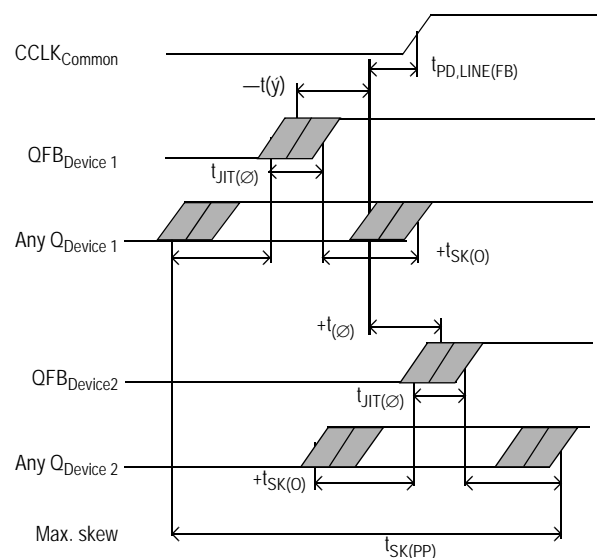 CCLKCommon
tPD,LINE(FB)
—t(ý)
QFBDevice 1
tJIT(∅)
Any QDevice 1
+tSK(O)
+t(∅)
QFBDevice2
tJIT(∅)
Any QDevice 2
+tSK(O)
Max. skew
tSK(PP)